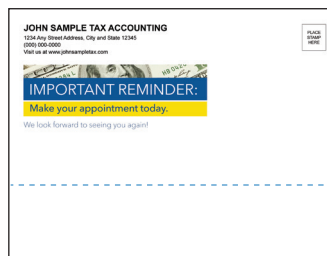 JOHN SAMPLE TAX ACCOUNTING
1234 Any Street Address, City and State 12345
(000) 000-0000
Visit us at www.johnsampletax.com
PLACE
STAMP
HERE
IMPORTANT REMINDER:
Make your appointment today.
We look forward to seeing you again!